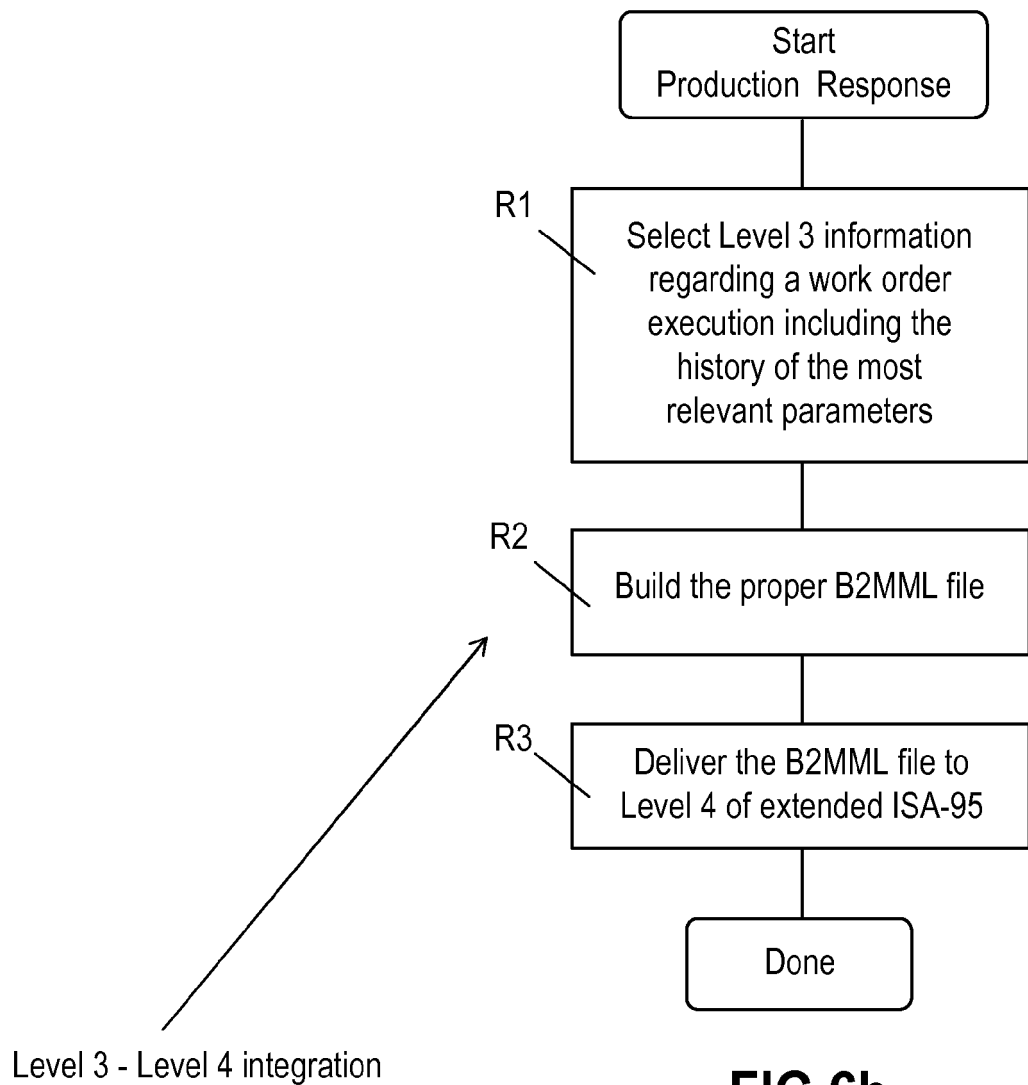 Start
Production Response
R1
Select Level 3 information
regarding a work order
execution including the
history of the most
relevant parameters
R2
Build the proper B2MML file
R3
Deliver the B2MML file to
Level 4 of extended ISA-95
Done
Level 3 - Level 4 integration